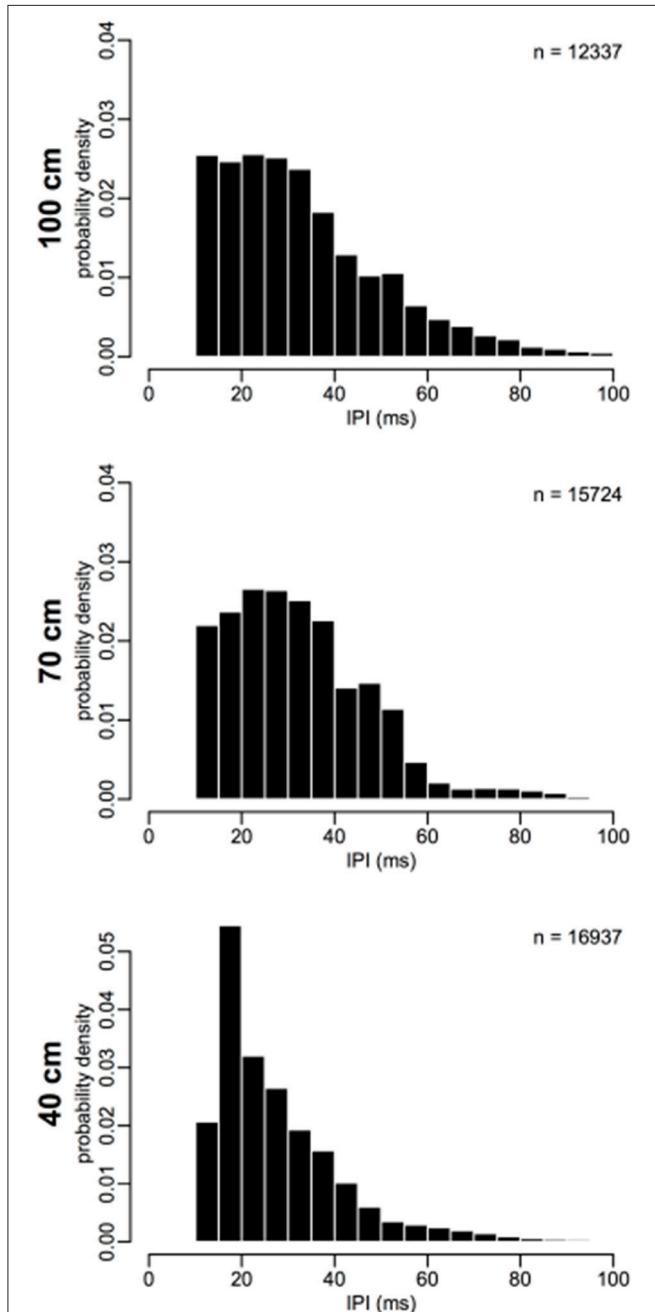 n = 12337
100 cm
probability density
0.04
0.03
0.02
0.01
0.00
0 20 40 60 80 100
IPI (ms)
n = 15724
70 cm
probability density
0.04
0.03
0.02
0.01
0.00
0 20 40 60 80 100
IPI (ms)
n = 16937
40 cm
probability density
0.05
0.04
0.03
0.02
0.01
0.00
0 20 40 60 80 100
IPI (ms)